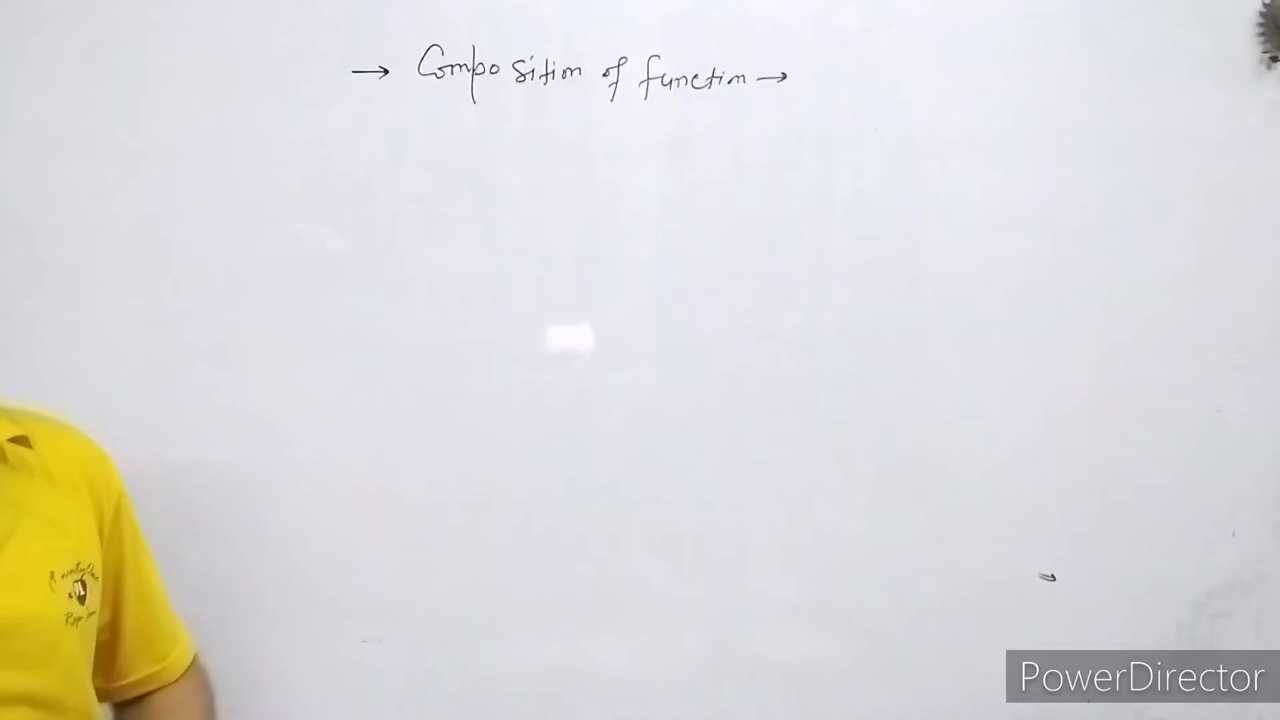 → Composition of function →
PowerDirector